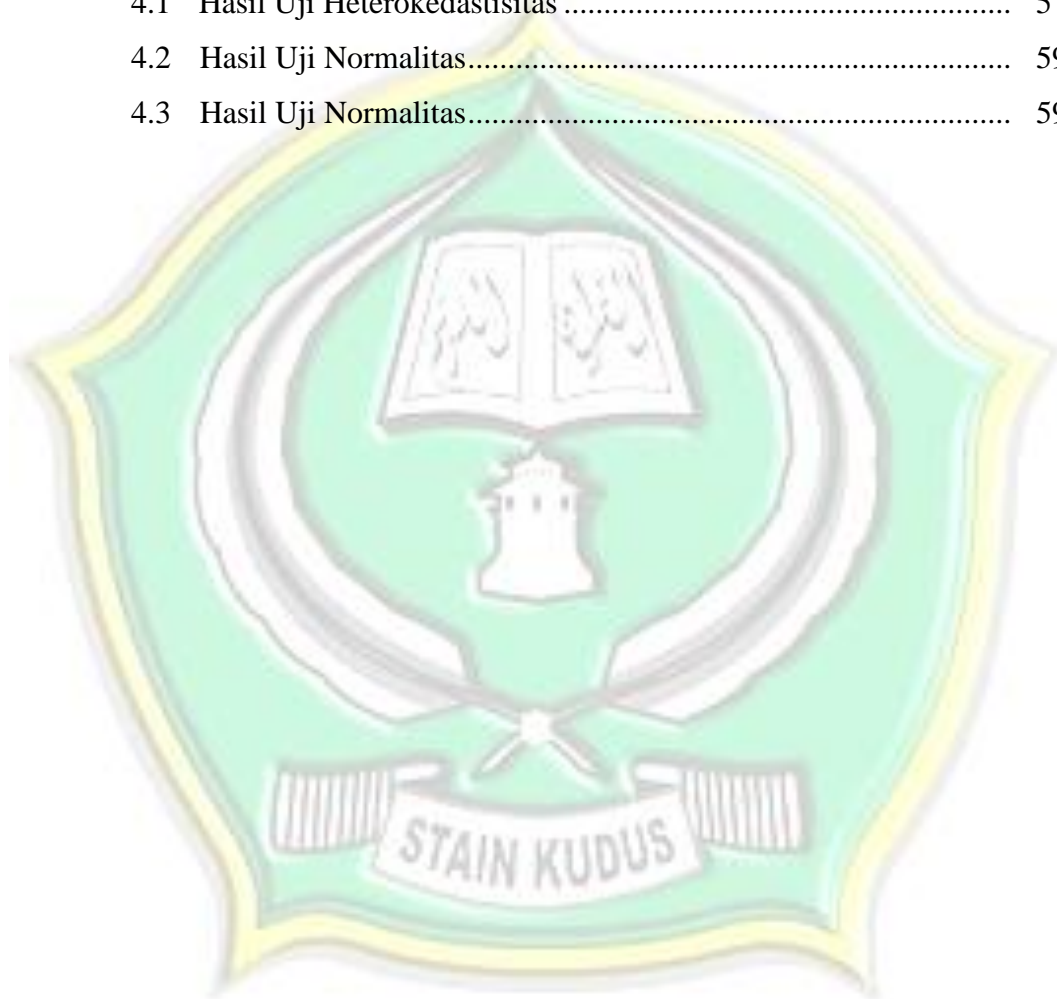 4.1 Hasil Uji Heterokedastisitas ........................................................ 5
4.2 Hasil Uji Normalitas.................................................................... 59
4.3 Hasil Uji Normalitas.................................................................... 59
STAIN KUDUS